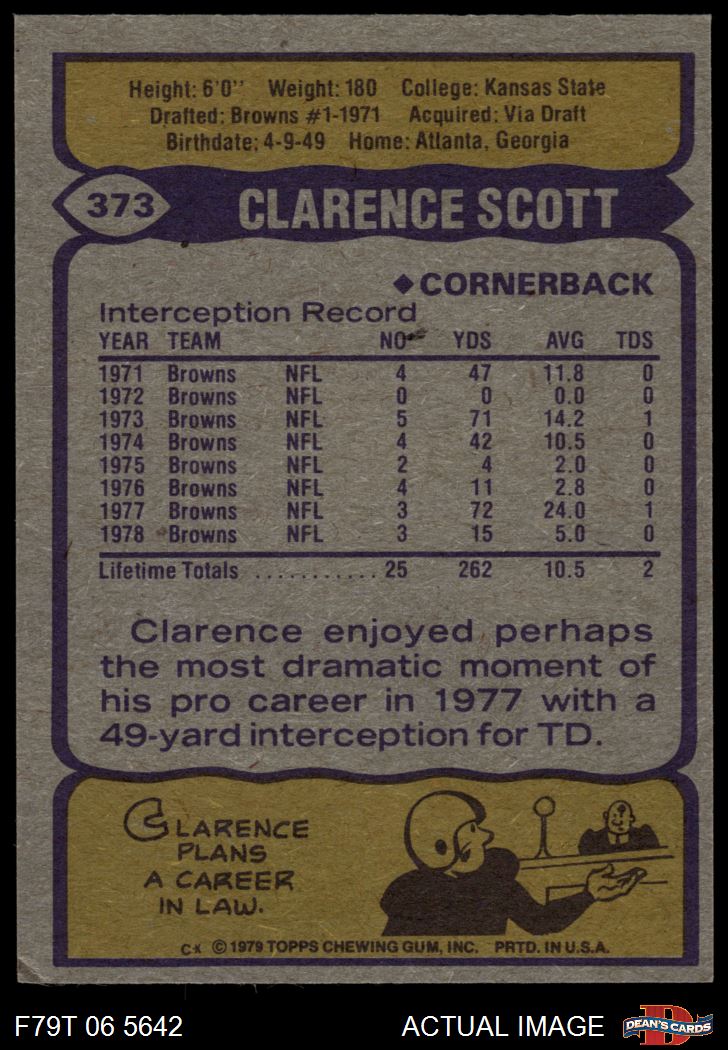 Height: 6'0'' Weight: 180 College: Kansas State
Drafted: Browns #1-1971 Acquired: Via Draft
Birthdate: 4-9-49 Home: Atlanta, Georgia
373 CLARENCE SCOTT
◆ CORNERBACK
Interception Record
YEAR TEAM NO YDS AVG TDS
1971 Browns NFL 4 47 11.8 0
1972 Browns NFL 0 0 0.0 0
1973 Browns NFL 5 71 14.2 1
1974 Browns NFL 4 42 10.5 0
1975 Browns NFL 2 4 2.0 0
1976 Browns NFL 4 11 2.8 0
1977 Browns NFL 3 72 24.0 1
1978 Browns NFL 3 15 5.0 0
Lifetime Totals ........... 25 262 10.5 2
Clarence enjoyed perhaps
the most dramatic moment of
his pro career in 1977 with a
49-yard interception for TD.
CLARENCE
PLANS
A CAREER
IN LAW.
C-X © 1979 TOPPS CHEWING GUM, INC. PRTD. IN U.S.A.
F79T 06 5642 ACTUAL IMAGE DEAN'S CARDS